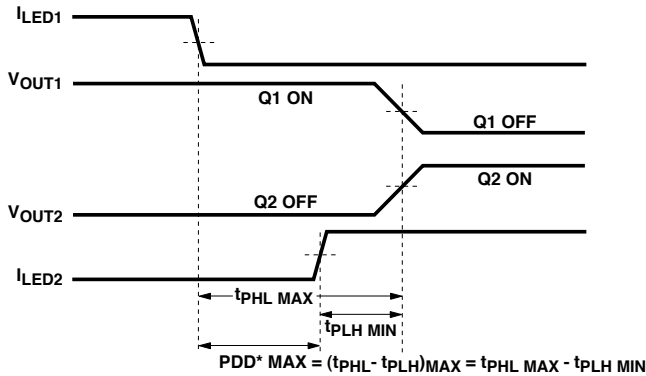 ILED1
VOUT1
Q1 ON
Q1 OFF
Q2 ON
Q2 OFF
VOUT2
ILED2
tPHL MAX
tPLH MIN
PDD* MAX = (tPHL- tPLH)MAX = tPHL MAX - tPLH MIN